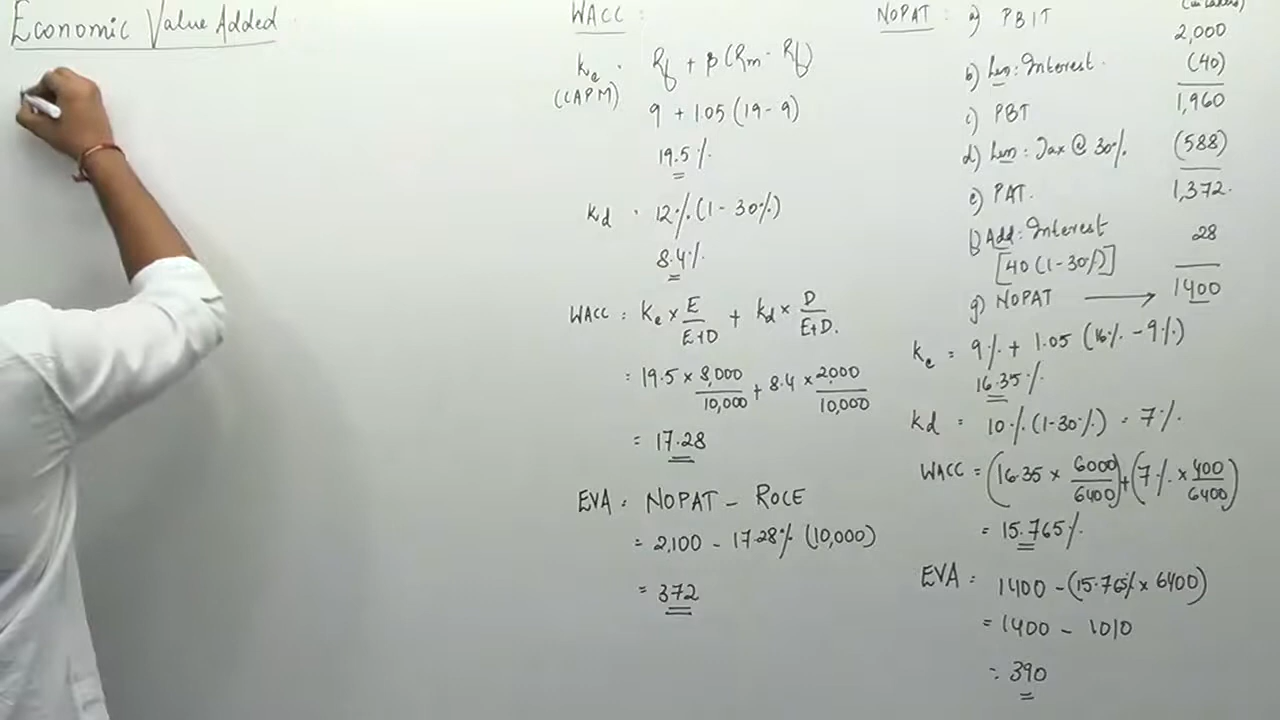 Economic Value Added
WACC :
Ke = Rf + β (Rm - Rf)
(CAPM)
9 + 1.05 (19 - 9)
19.5%
Kd = 12% (1 - 30%)
8.4%
WACC = Ke × E/E+D + Kd × D/E+D.
= 19.5 × 8,000/10,000 + 8.4 × 2000/10,000
= 17.28
EVA = NOPAT - ROCE
= 2,100 - 17.28% (10,000)
= 372
NOPAT :
a) PBIT 2,000
b) Less: Interest (40)
c) PBT 1,960
d) Less: Tax @ 30% (588)
e) PAT. 1,372.
f) Add: Interest 28
[40 (1-30%)]
g) NOPAT → 1400
Ke = 9% + 1.05 (16% - 9%)
16.35%
Kd = 10% (1-30%) = 7%
WACC = (16.35 × 6000/6400) + (7% × 400/6400)
= 15.765%
EVA = 1400 - (15.765% × 6400)
= 1400 - 1010
= 390